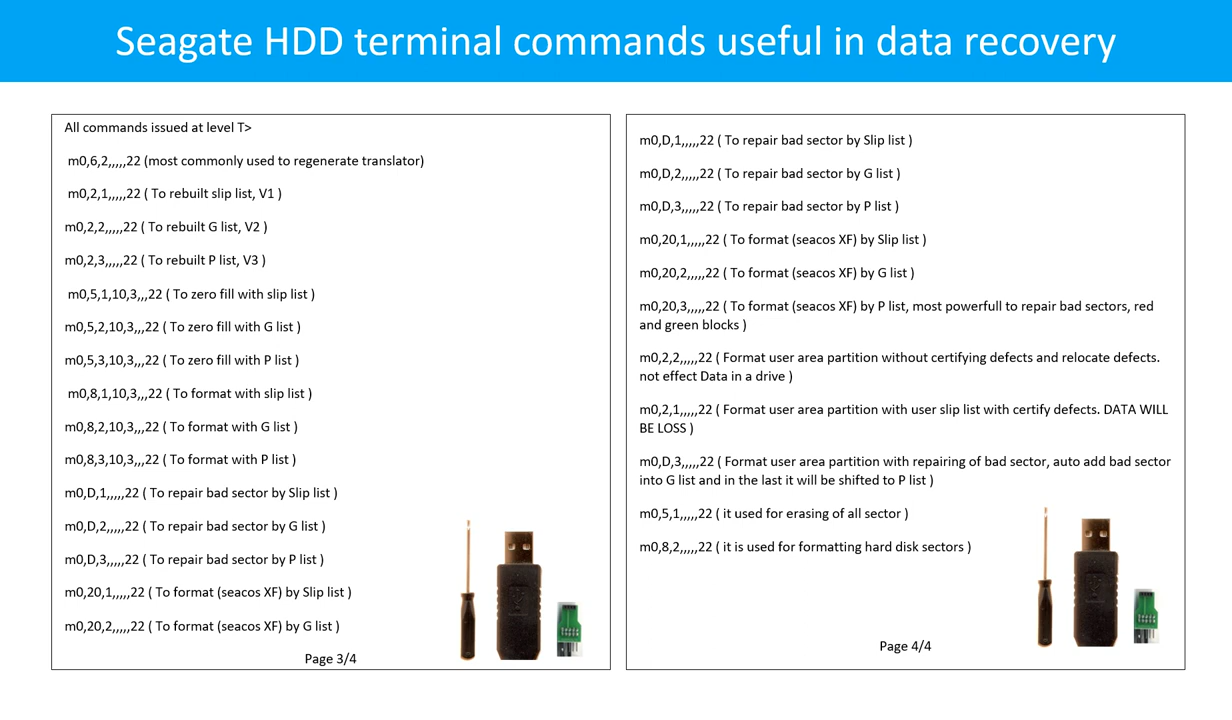 Seagate HDD terminal commands useful in data recovery
All commands issued at level T>
m0,6,2,,,,,22 (most commonly used to regenerate translator)
m0,2,1,,,,,22 ( To rebuilt slip list, V1 )
m0,2,2,,,,,22 ( To rebuilt G list, V2 )
m0,2,3,,,,,22 ( To rebuilt P list, V3 )
m0,5,1,10,3,,,22 ( To zero fill with slip list )
m0,5,2,10,3,,,22 ( To zero fill with G list )
m0,5,3,10,3,,,22 ( To zero fill with P list )
m0,8,1,10,3,,,22 ( To format with slip list )
m0,8,2,10,3,,,22 ( To format with G list )
m0,8,3,10,3,,,22 ( To format with P list )
m0,D,1,,,,,22 ( To repair bad sector by Slip list )
m0,D,2,,,,,22 ( To repair bad sector by G list )
m0,D,3,,,,,22 ( To repair bad sector by P list )
m0,20,1,,,,,22 ( To format (seacos XF) by Slip list )
m0,20,2,,,,,22 ( To format (seacos XF) by G list )
Page 3/4
m0,D,1,,,,,22 ( To repair bad sector by Slip list )
m0,D,2,,,,,22 ( To repair bad sector by G list )
m0,D,3,,,,,22 ( To repair bad sector by P list )
m0,20,1,,,,,22 ( To format (seacos XF) by Slip list )
m0,20,2,,,,,22 ( To format (seacos XF) by G list )
m0,20,3,,,,,22 ( To format (seacos XF) by P list, most powerfull to repair bad sectors, red
and green blocks )
m0,2,2,,,,,22 ( Format user area partition without certifying defects and relocate defects.
not effect Data in a drive )
m0,2,1,,,,,22 ( Format user area partition with user slip list with certify defects. DATA WILL
BE LOSS )
m0,D,3,,,,,22 ( Format user area partition with repairing of bad sector, auto add bad sector
into G list and in the last it will be shifted to P list )
m0,5,1,,,,,22 ( it used for erasing of all sector )
m0,8,2,,,,,22 ( it is used for formatting hard disk sectors )
Page 4/4